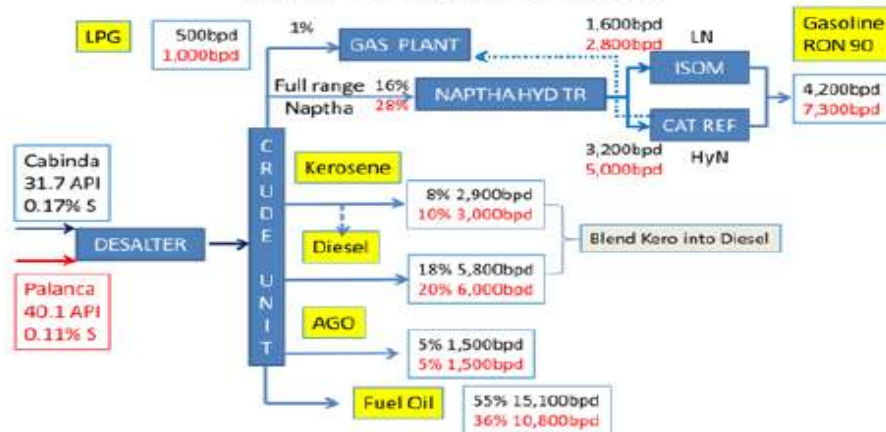 LPG
500bpd
1,000bpd
1%
GAS PLANT
Full range 16%
Naptha 28%
NAPTHA HYD TR
1,600bpd LN
2,800bpd
ISOM
CAT REF
3,200bpd HyN
5,000bpd
Gasoline
RON 90
4,200bpd
7,300bpd
Cabinda
31.7 API
0.17% S
DESALTER
Palanca
40.1 API
0.11% S
CRUDE UNIT
Kerosene
8% 2,900bpd
10% 3,000bpd
Diesel
18% 5,800bpd
20% 6,000bpd
Blend Kero into Diesel
AGO
5% 1,500bpd
5% 1,500bpd
Fuel Oil
55% 15,100bpd
36% 10,800bpd